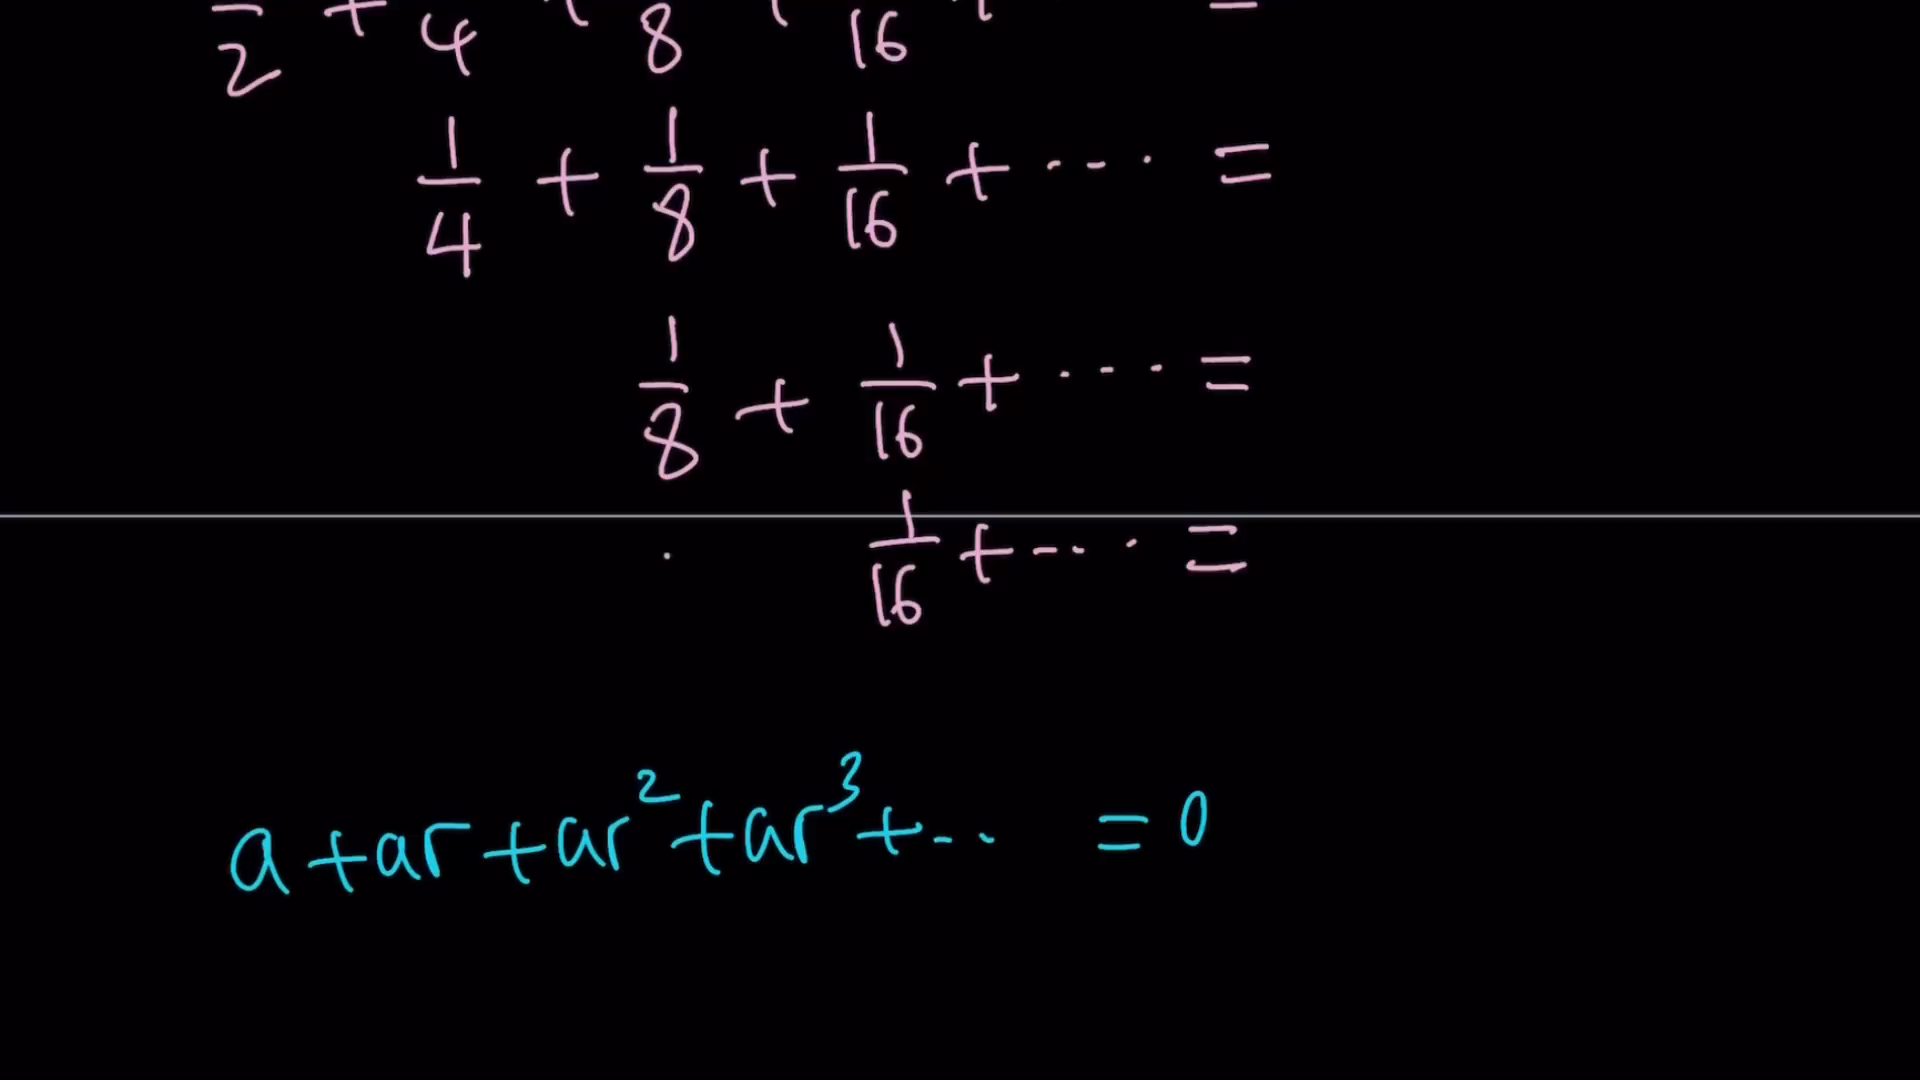 1/2 + 1/4 + 1/8 + 1/16 + =
1/4 + 1/8 + 1/16 + ... =
1/8 + 1/16 + ... =
1/16 + ... =
a + ar + ar² + ar³ + ... = 0